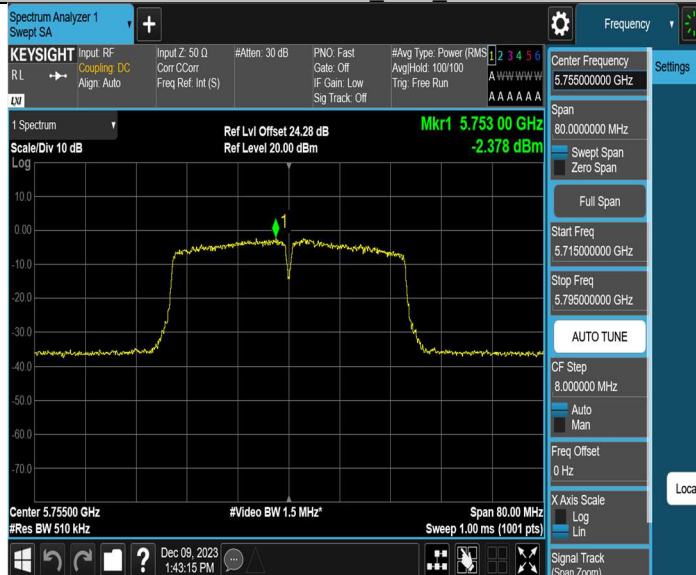 Spectrum Analyzer 1
Swept SA
Frequency
KEYSIGHT
RL
LXI
Input: RF
Coupling: DC
Align: Auto
Input Z: 50 Ω
Corr CCorr
Freq Ref: Int (S)
#Atten: 30 dB
PNO: Fast
Gate: Off
IF Gain: Low
Sig Track: Off
#Avg Type: Power (RMS
Avg|Hold: 100/100
Trig: Free Run
1 2 3 4 5 6
A W W W W W
A A A A A A
1 Spectrum
Scale/Div 10 dB
Log
Ref Lvl Offset 24.28 dB
Ref Level 20.00 dBm
Mkr1 5.753 00 GHz
-2.378 dBm
10.0
0.00
-10.0
-20.0
-30.0
-40.0
-50.0
-60.0
-70.0
1
Center 5.75500 GHz
#Res BW 510 kHz
#Video BW 1.5 MHz*
Span 80.00 MHz
Sweep 1.00 ms (1001 pts)
?
Dec 09, 2023
1:43:15 PM
Center Frequency
5.755000000 GHz
Span
80.0000000 MHz
Swept Span
Zero Span
Full Span
Start Freq
5.715000000 GHz
Stop Freq
5.795000000 GHz
AUTO TUNE
CF Step
8.000000 MHz
Auto
Man
Freq Offset
0 Hz
X Axis Scale
Log
Lin
Signal Track
(Span Zoom)
Settings
Loca